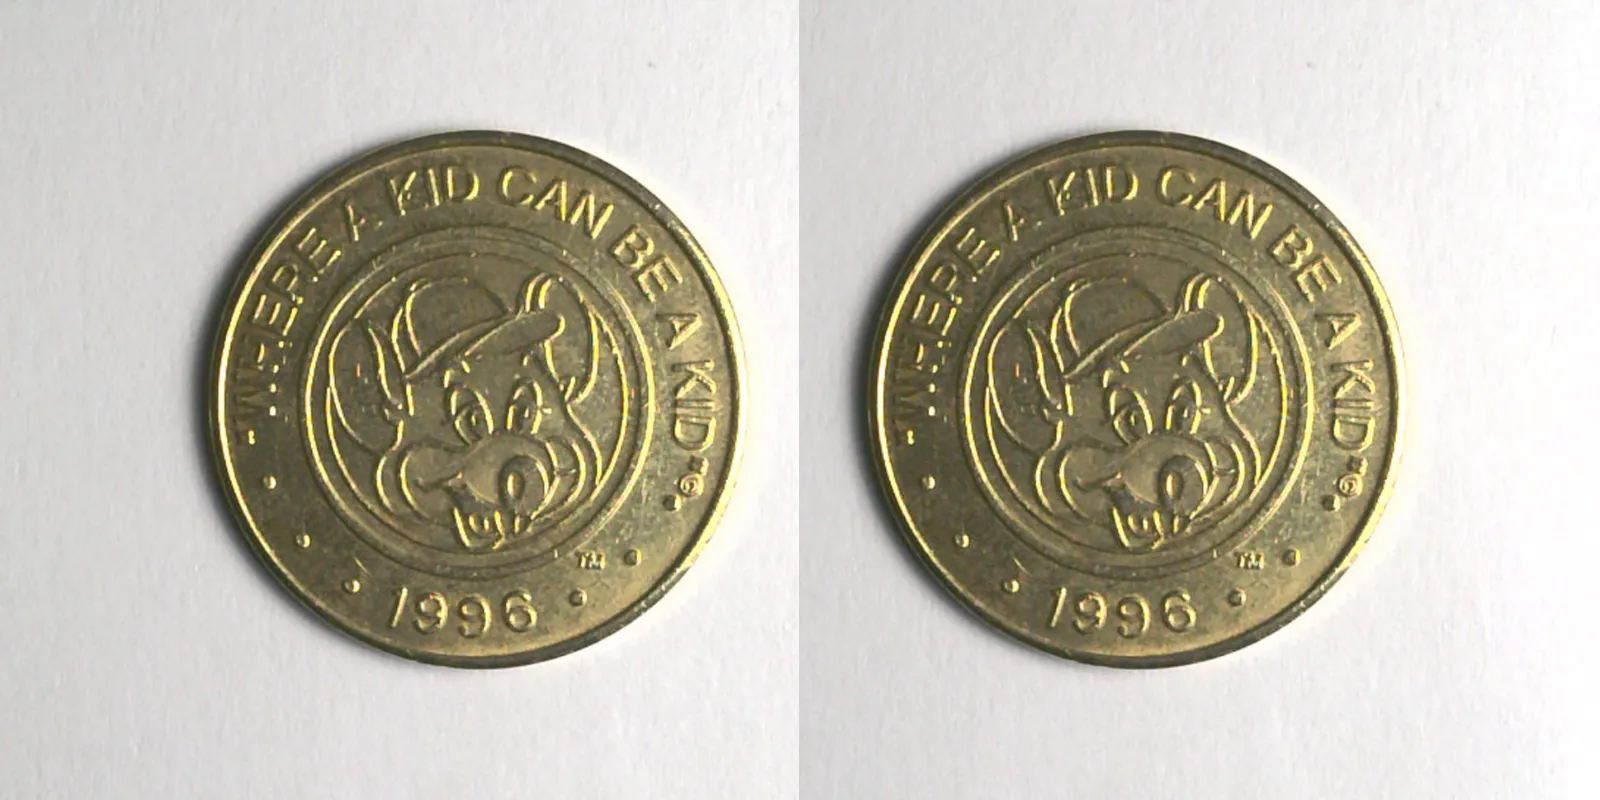 "WHERE A KID CAN BE A KID"®.
TM
1996
"WHERE A KID CAN BE A KID"®.
TM
1996